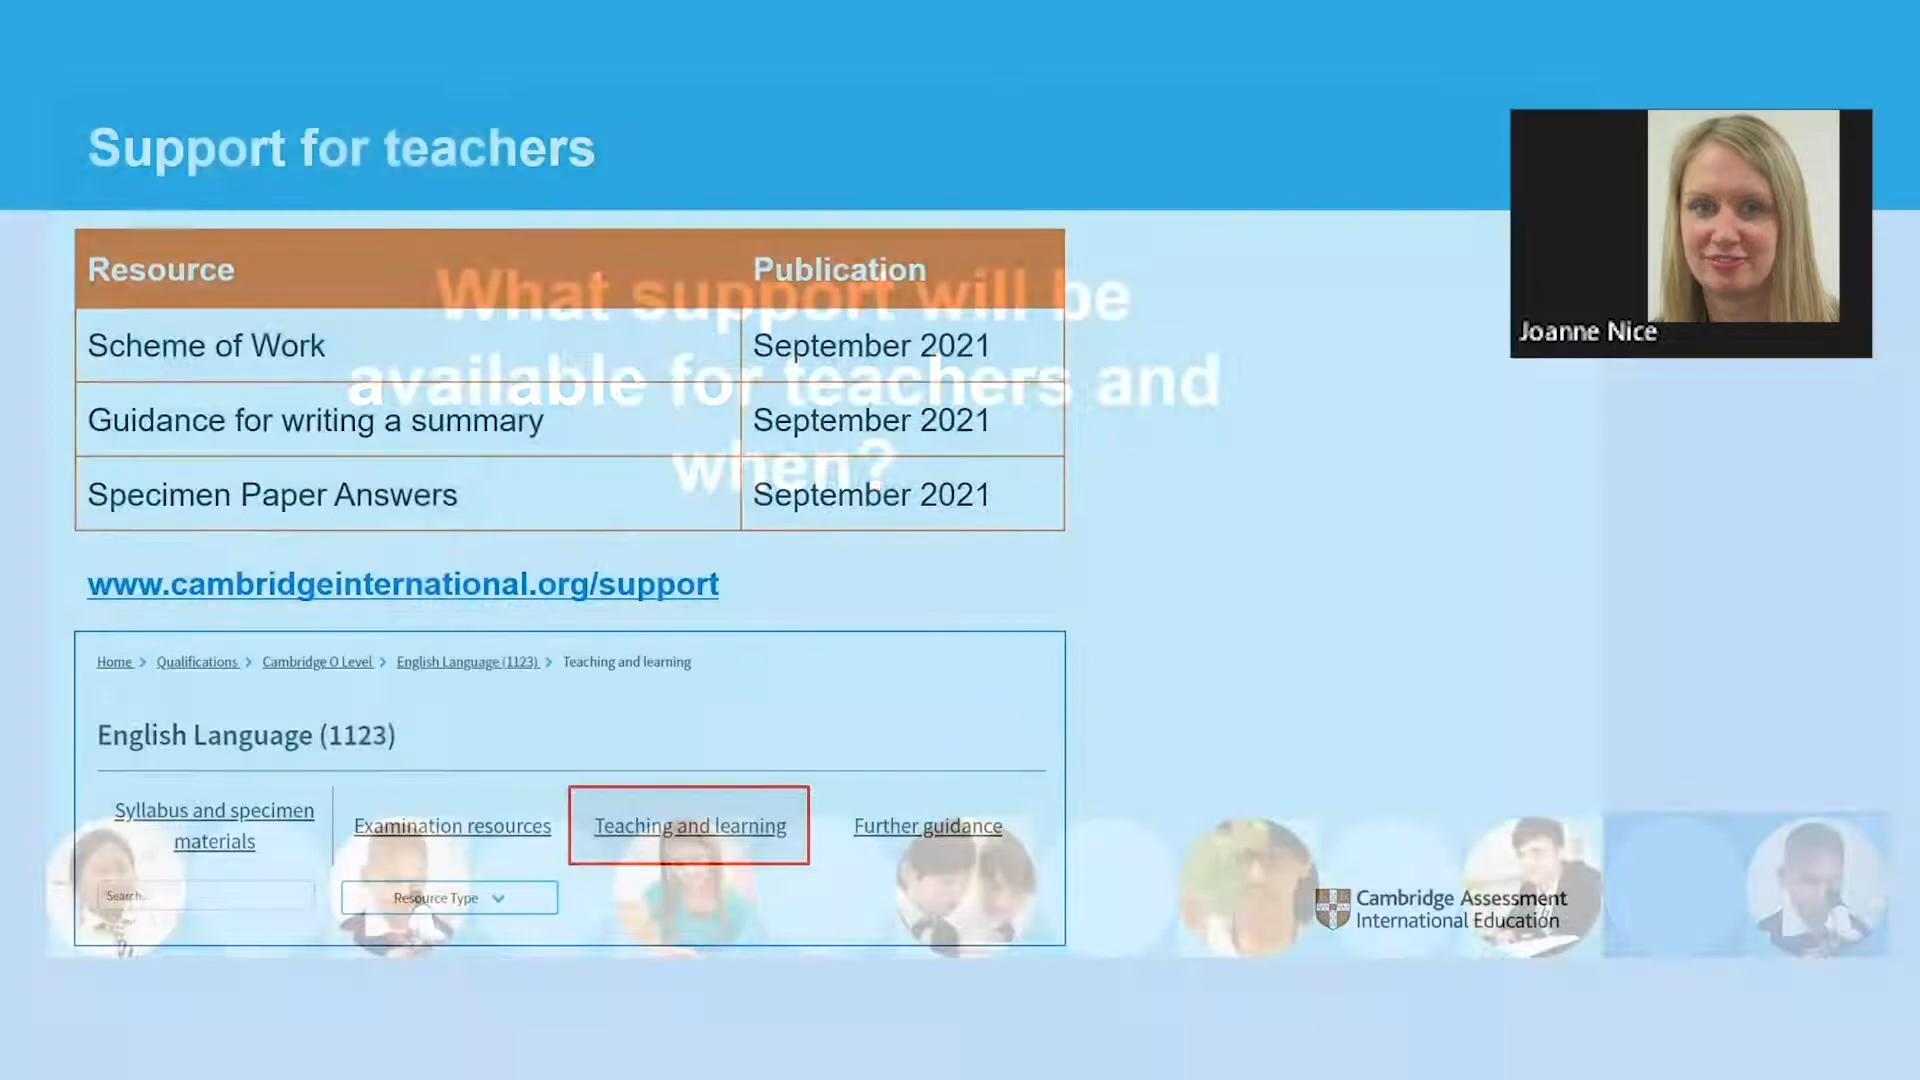 Support for teachers
Resource Publication
What support will be
Scheme of Work September 2021
available for teachers and
Guidance for writing a summary September 2021
when?
Specimen Paper Answers September 2021
www.cambridgeinternational.org/support
Home > Qualifications > Cambridge O Level > English Language (1123) > Teaching and learning
English Language (1123)
Syllabus and specimen
materials
Examination resources
Teaching and learning
Further guidance
Search...
Resource Type
Joanne Nice
Cambridge Assessment
International Education